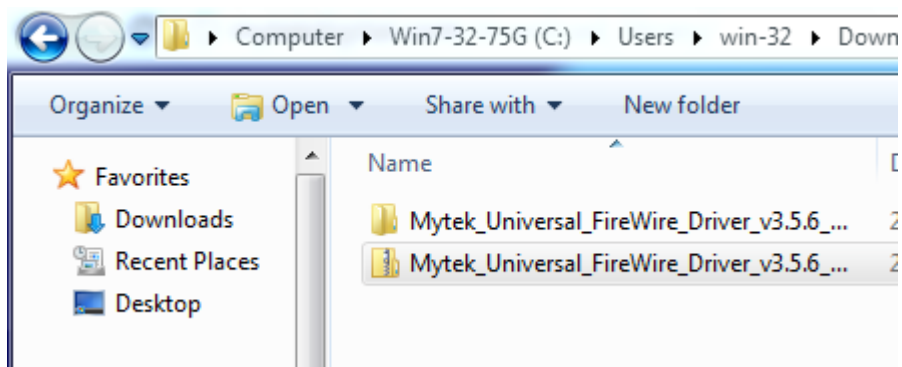 Computer Win7-32-75G (C:) Users win-32 Down
Organize Open Share with New folder
Name
Favorites
Downloads
Recent Places
Desktop
Mytek_Universal_FireWire_Driver_v3.5.6_...
Mytek_Universal_FireWire_Driver_v3.5.6_...